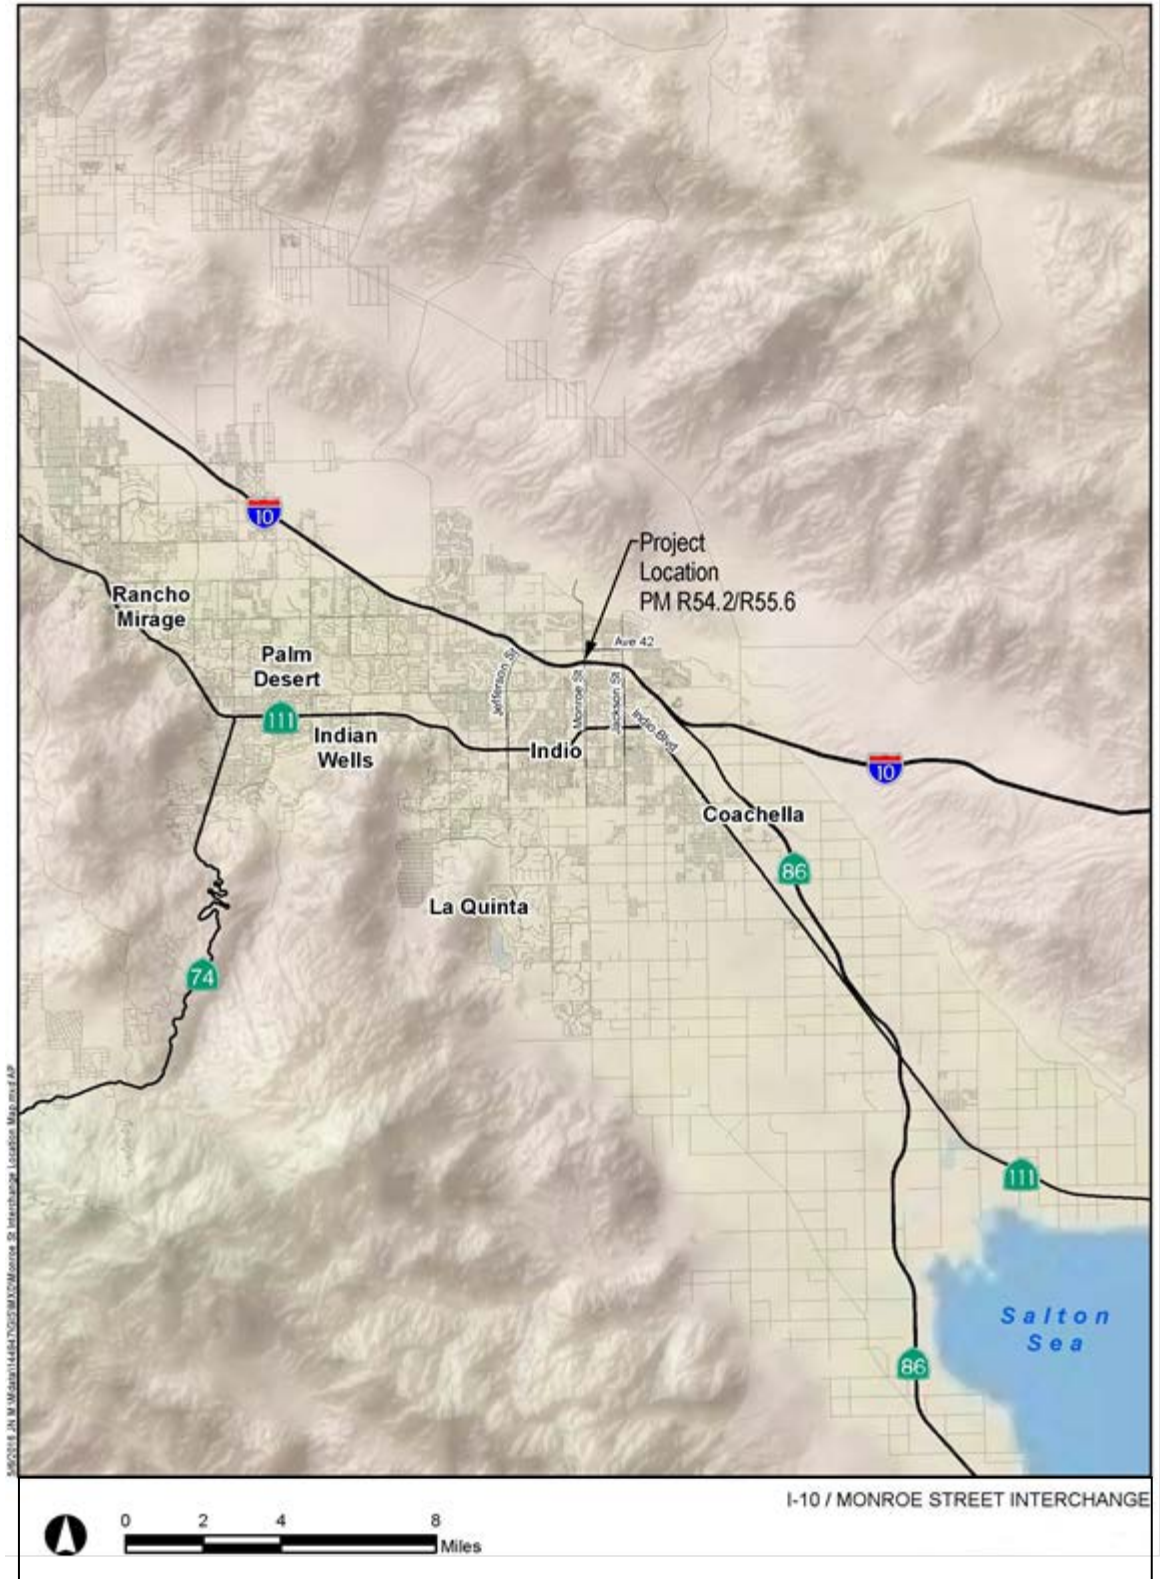 10
Project
Location
PM R54.2/R55.6
Rancho
Mirage
Ave 42
Palm
Desert
Jefferson St
Monroe St
Jackson St
111
Indio Blvd
Indian
Wells
Indio
10
Coachella
86
La Quinta
74
111
Salton
Sea
86
I-10 / MONROE STREET INTERCHANGE
0 2 4 8
Miles